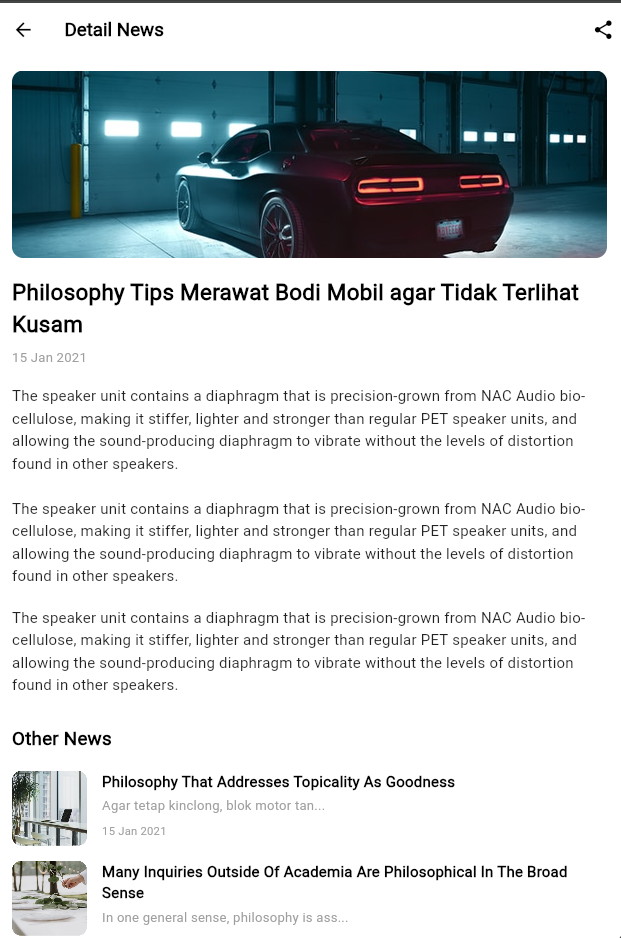 Detail News
Philosophy Tips Merawat Bodi Mobil agar Tidak Terlihat
Kusam
15 Jan 2021
The speaker unit contains a diaphragm that is precision-grown from NAC Audio bio-
cellulose, making it stiffer, lighter and stronger than regular PET speaker units, and
allowing the sound-producing diaphragm to vibrate without the levels of distortion
found in other speakers.
The speaker unit contains a diaphragm that is precision-grown from NAC Audio bio-
cellulose, making it stiffer, lighter and stronger than regular PET speaker units, and
allowing the sound-producing diaphragm to vibrate without the levels of distortion
found in other speakers.
The speaker unit contains a diaphragm that is precision-grown from NAC Audio bio-
cellulose, making it stiffer, lighter and stronger than regular PET speaker units, and
allowing the sound-producing diaphragm to vibrate without the levels of distortion
found in other speakers.
Other News
Philosophy That Addresses Topicality As Goodness
Agar tetap kinclong, blok motor tan...
15 Jan 2021
Many Inquiries Outside Of Academia Are Philosophical In The Broad
Sense
In one general sense, philosophy is ass...